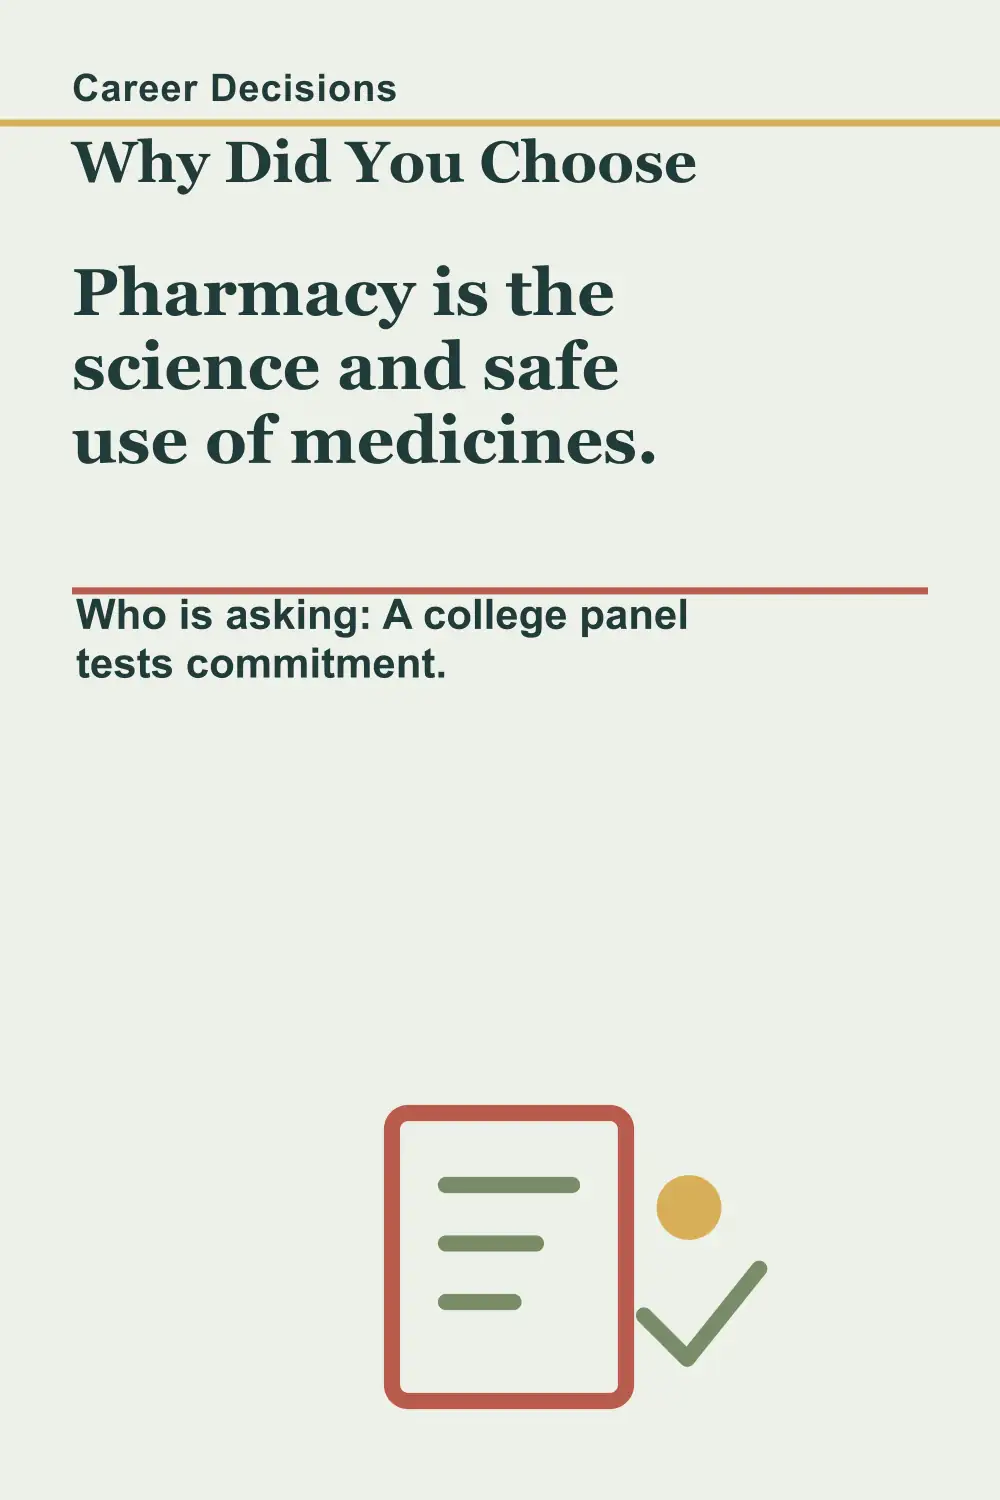 Career Decisions
Why Did You Choose
Pharmacy is the
science and safe
use of medicines.
Who is asking: A college panel
tests commitment.